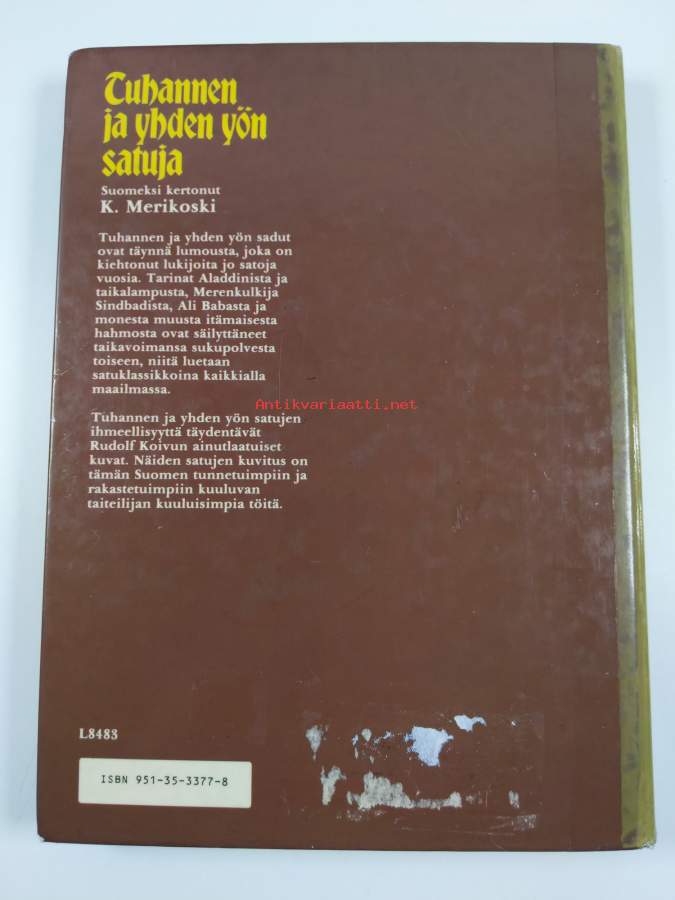 Tuhannen
ja yhden yön
satuja
Suomeksi kertonut
K. Merikoski
Tuhannen ja yhden yön sadut
ovat täynnä lumousta, joka on
kiehtonut lukijoita jo satoja
vuosia. Tarinat Aladdinista ja
taikalampusta, Merenkulkija
Sindbadista, Ali Babasta ja
monesta muusta itämaisesta
hahmosta ovat säilyttäneet
taikavoimansa sukupolvesta
toiseen, niitä luetaan
satuklassikkoina kaikkialla
maailmassa.
Antikvariaatti.net
Tuhannen ja yhden yön satujen
ihmeellisyyttä täydentävät
Rudolf Koivun ainutlaatuiset
kuvat. Näiden satujen kuvitus on
tämän Suomen tunnetuimpiin ja
rakastetuimpiin kuuluvan
taiteilijan kuuluisimpia töitä.
L8483
ISBN 951-35-3377-8